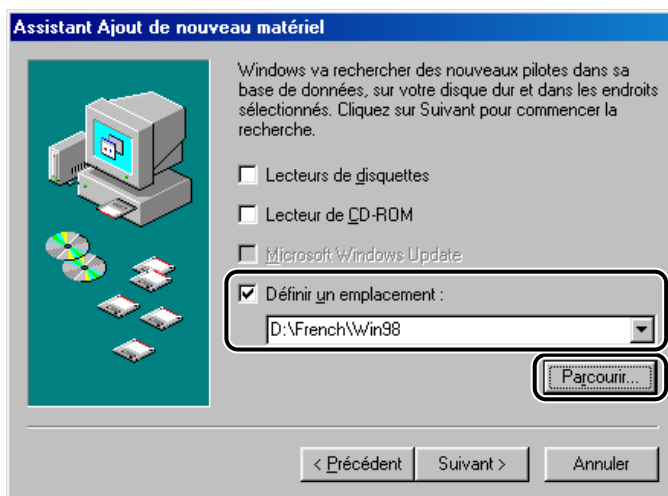 Assistant Ajout de nouveau matériel
Windows va rechercher des nouveaux pilotes dans sa
base de données, sur votre disque dur et dans les endroits
sélectionnés. Cliquez sur Suivant pour commencer la
recherche.
Lecteurs de disquettes
Lecteur de CD-ROM
Microsoft Windows Update
Définir un emplacement :
D:\French\Win98
Parcourir...
< Précédent
Suivant >
Annuler